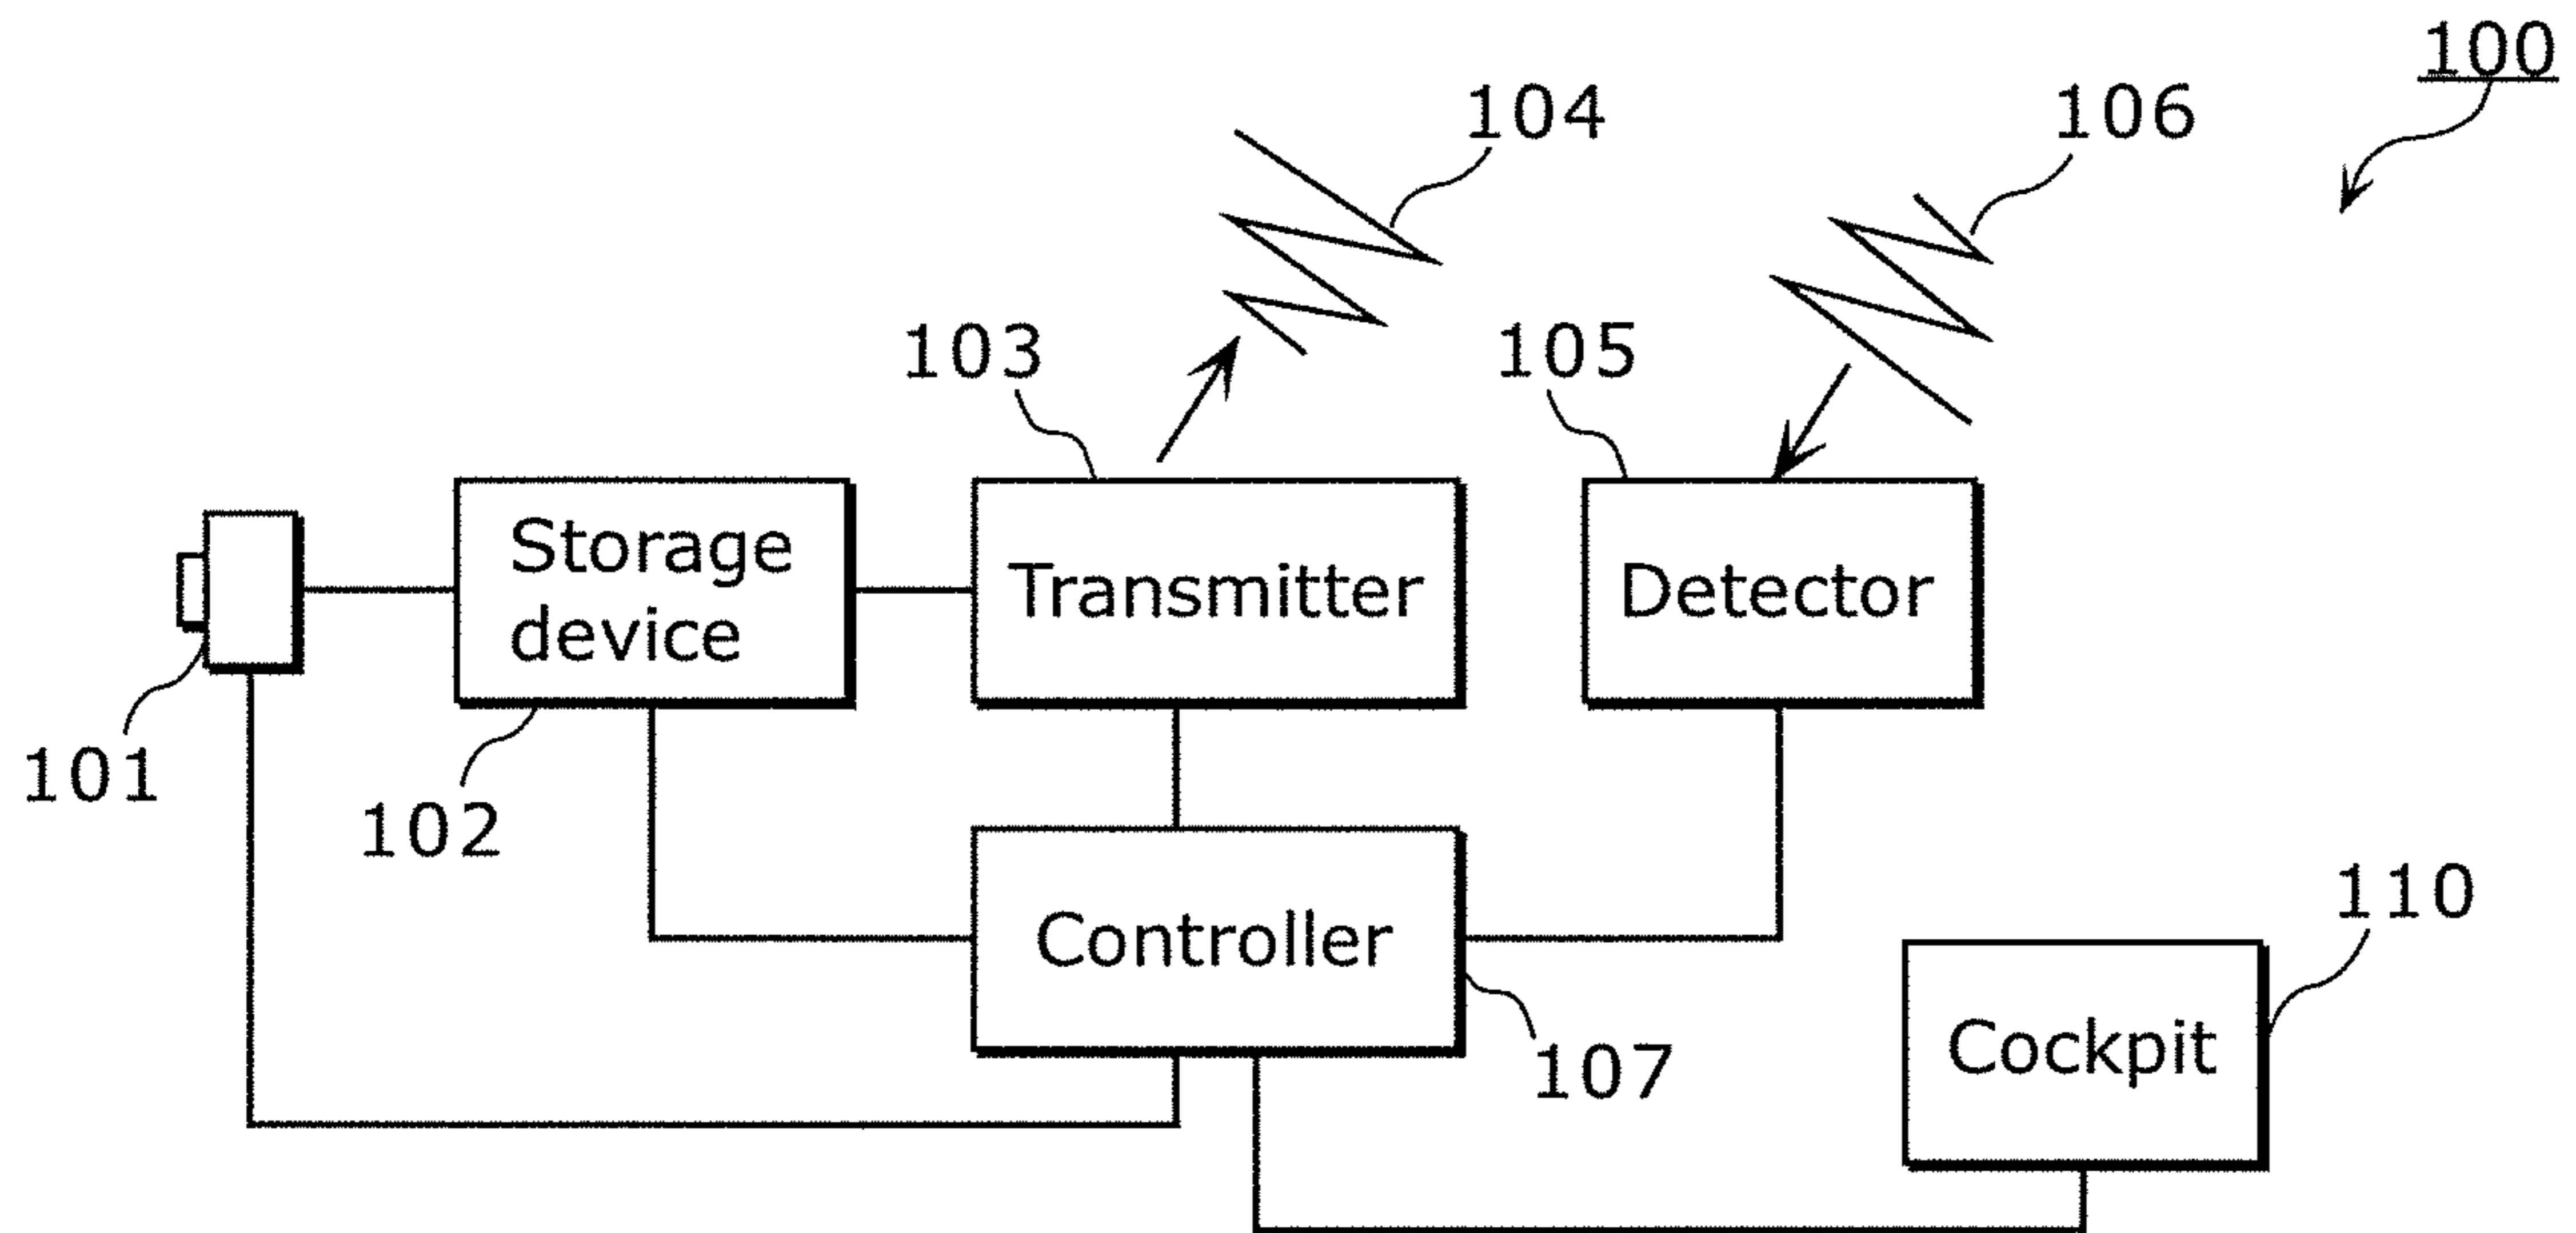 100
104
106
103
105
Storage
device
Transmitter
Detector
101
102
Controller
110
107
Cockpit